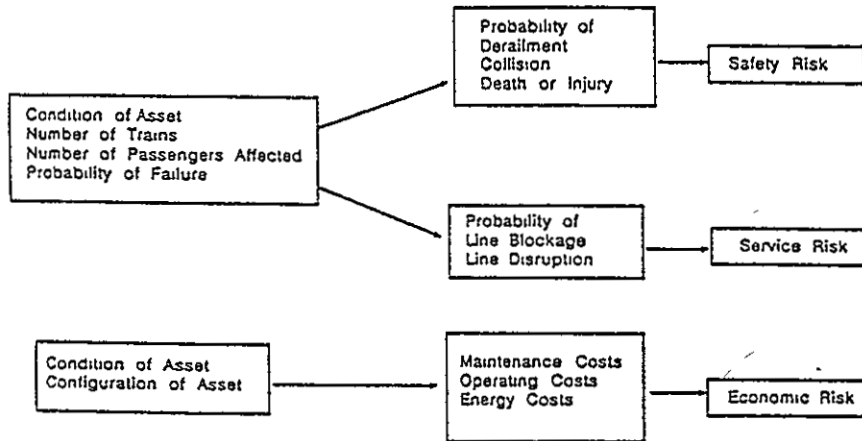 Probability of
Derailment
Collision
Death or Injury
Safety Risk
Condition of Asset
Number of Trains
Number of Passengers Affected
Probability of Failure
Probability of
Line Blockage
Line Disruption
Service Risk
Condition of Asset
Configuration of Asset
Maintenance Costs
Operating Costs
Energy Costs
Economic Risk